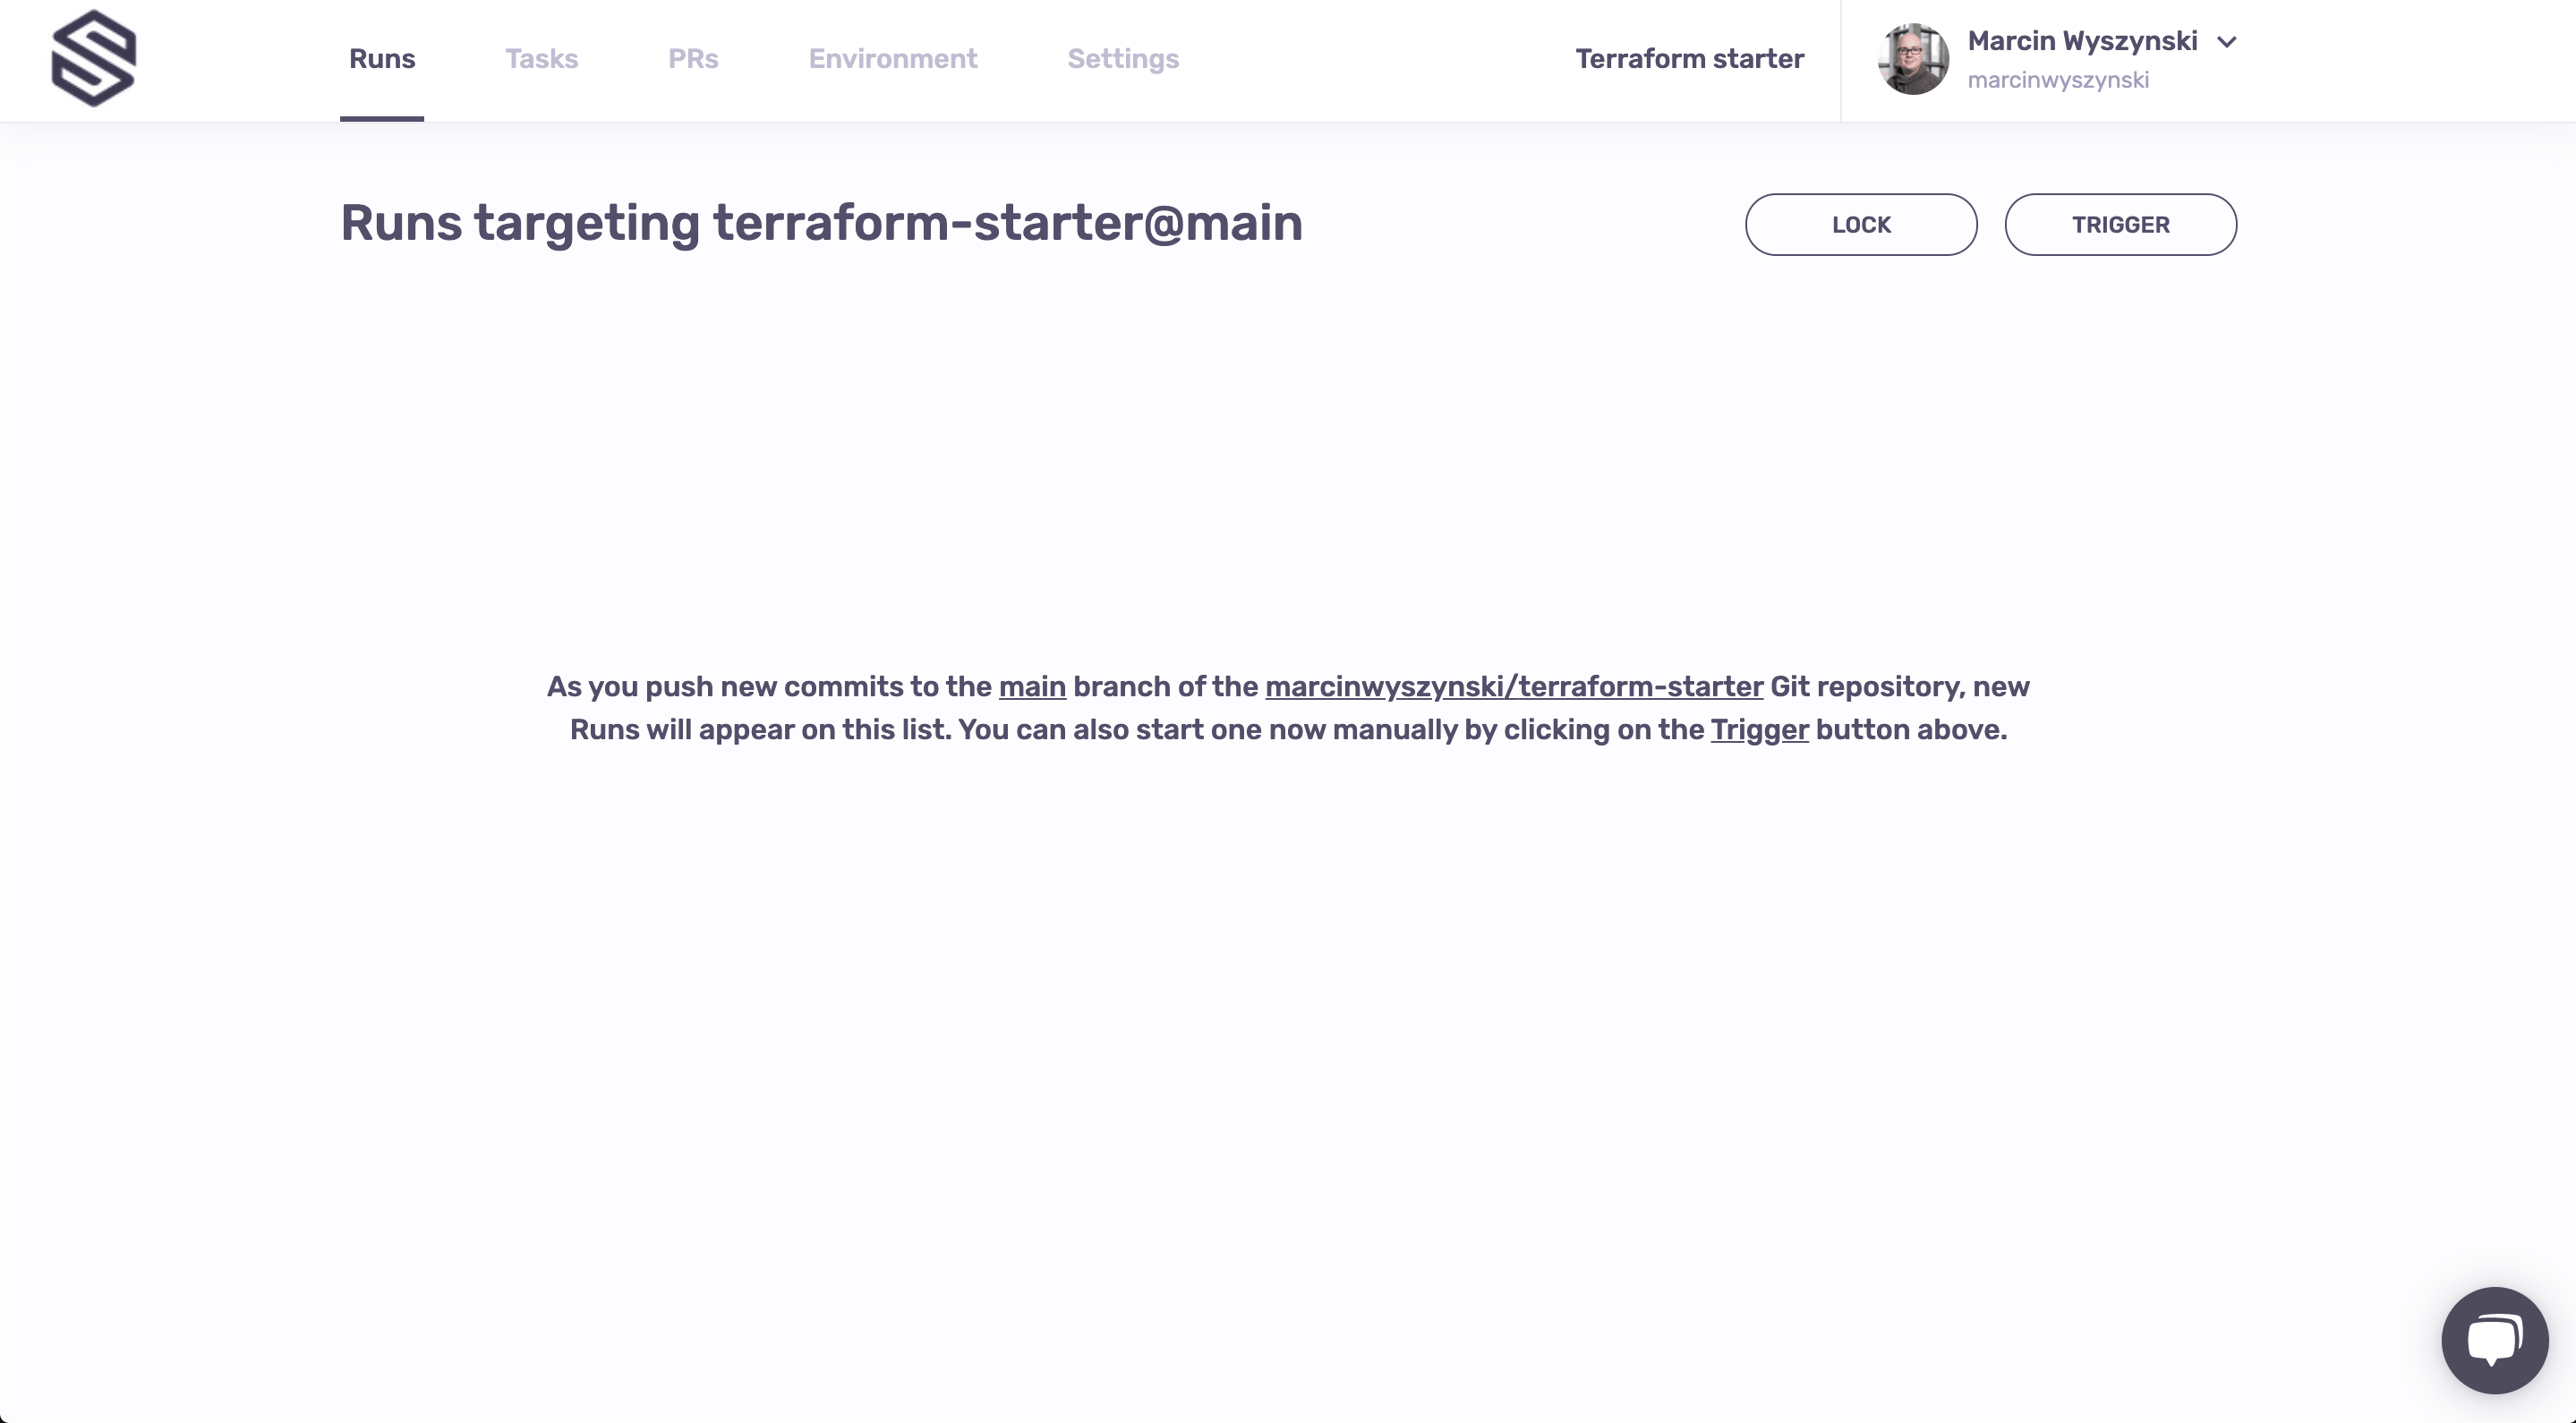 Runs
Tasks
PRs
Environment
Settings
Terraform starter
Marcin Wyszynski
marcinwyszynski
Runs targeting terraform-starter@main
LOCK
TRIGGER
As you push new commits to the main branch of the marcinwyszynski/terraform-starter Git repository, new
Runs will appear on this list. You can also start one now manually by clicking on the Trigger button above.